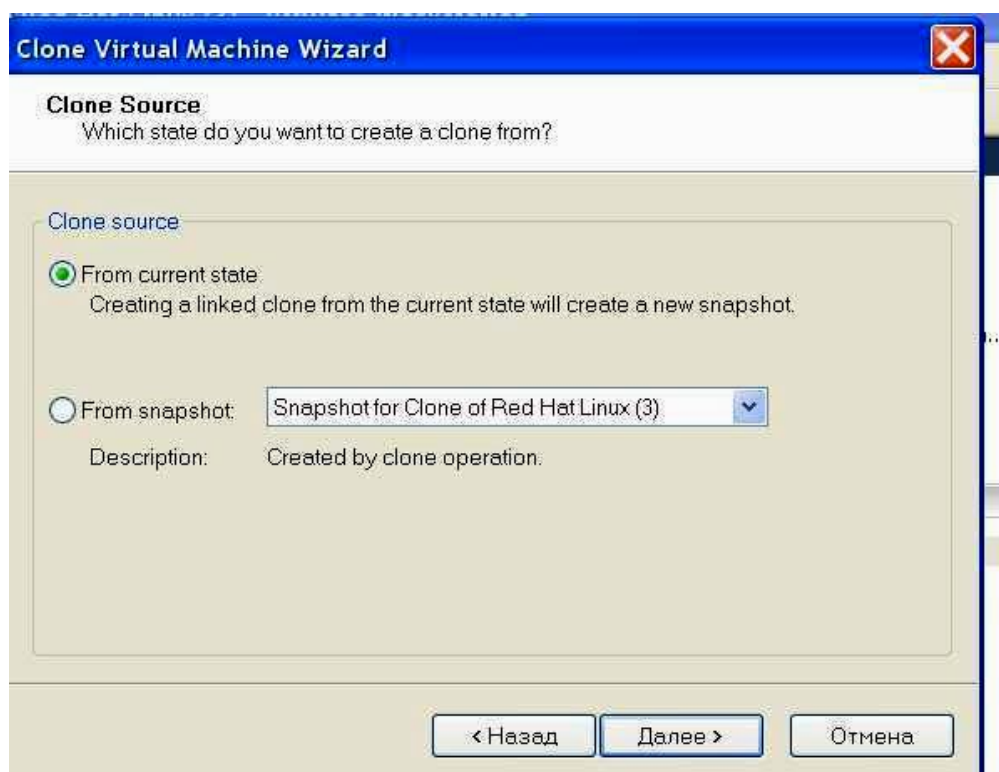 Clone Virtual Machine Wizard
Clone Source
Which state do you want to create a clone from?
Clone source
From current state
Creating a linked clone from the current state will create a new snapshot.
From snapshot: Snapshot for Clone of Red Hat Linux (3)
Description: Created by clone operation.
< Назад Далее > Отмена